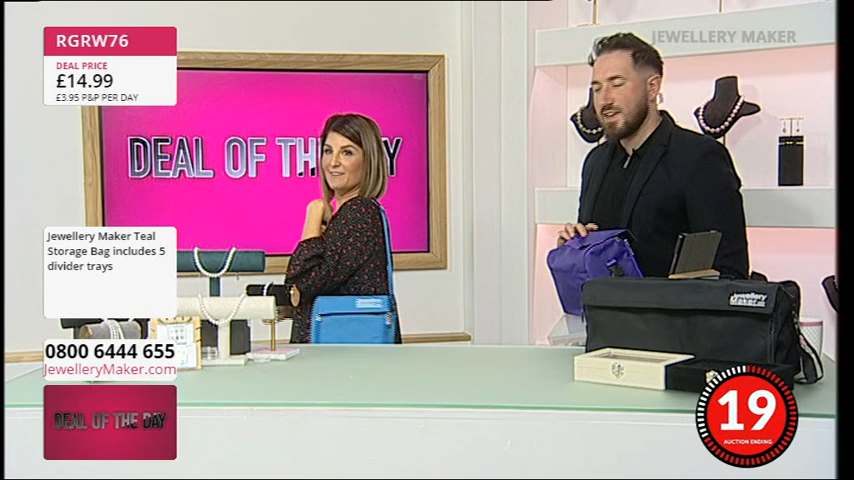 RGRW76
DEAL PRICE
£14.99
£3.95 P&P PER DAY
JEWELLERY MAKER
DEAL OF THE DAY
Jewellery Maker Teal
Storage Bag includes 5
divider trays
Jewellery
Maker
0800 6444 655
JewelleryMaker.com
DEAL OF THE DAY
19
AUCTION ENDING